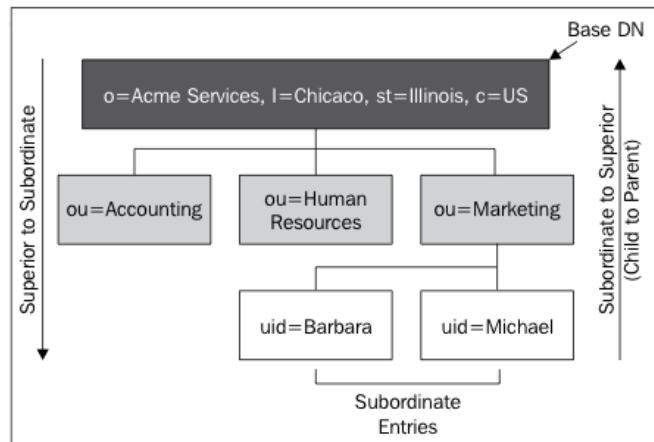 Base DN
o=Acme Services, l=Chicaco, st=Illinois, c=US
Superior to Subordinate
Subordinate to Superior
(Child to Parent)
ou=Accounting
ou=Human
Resources
ou=Marketing
uid=Barbara
uid=Michael
Subordinate
Entries